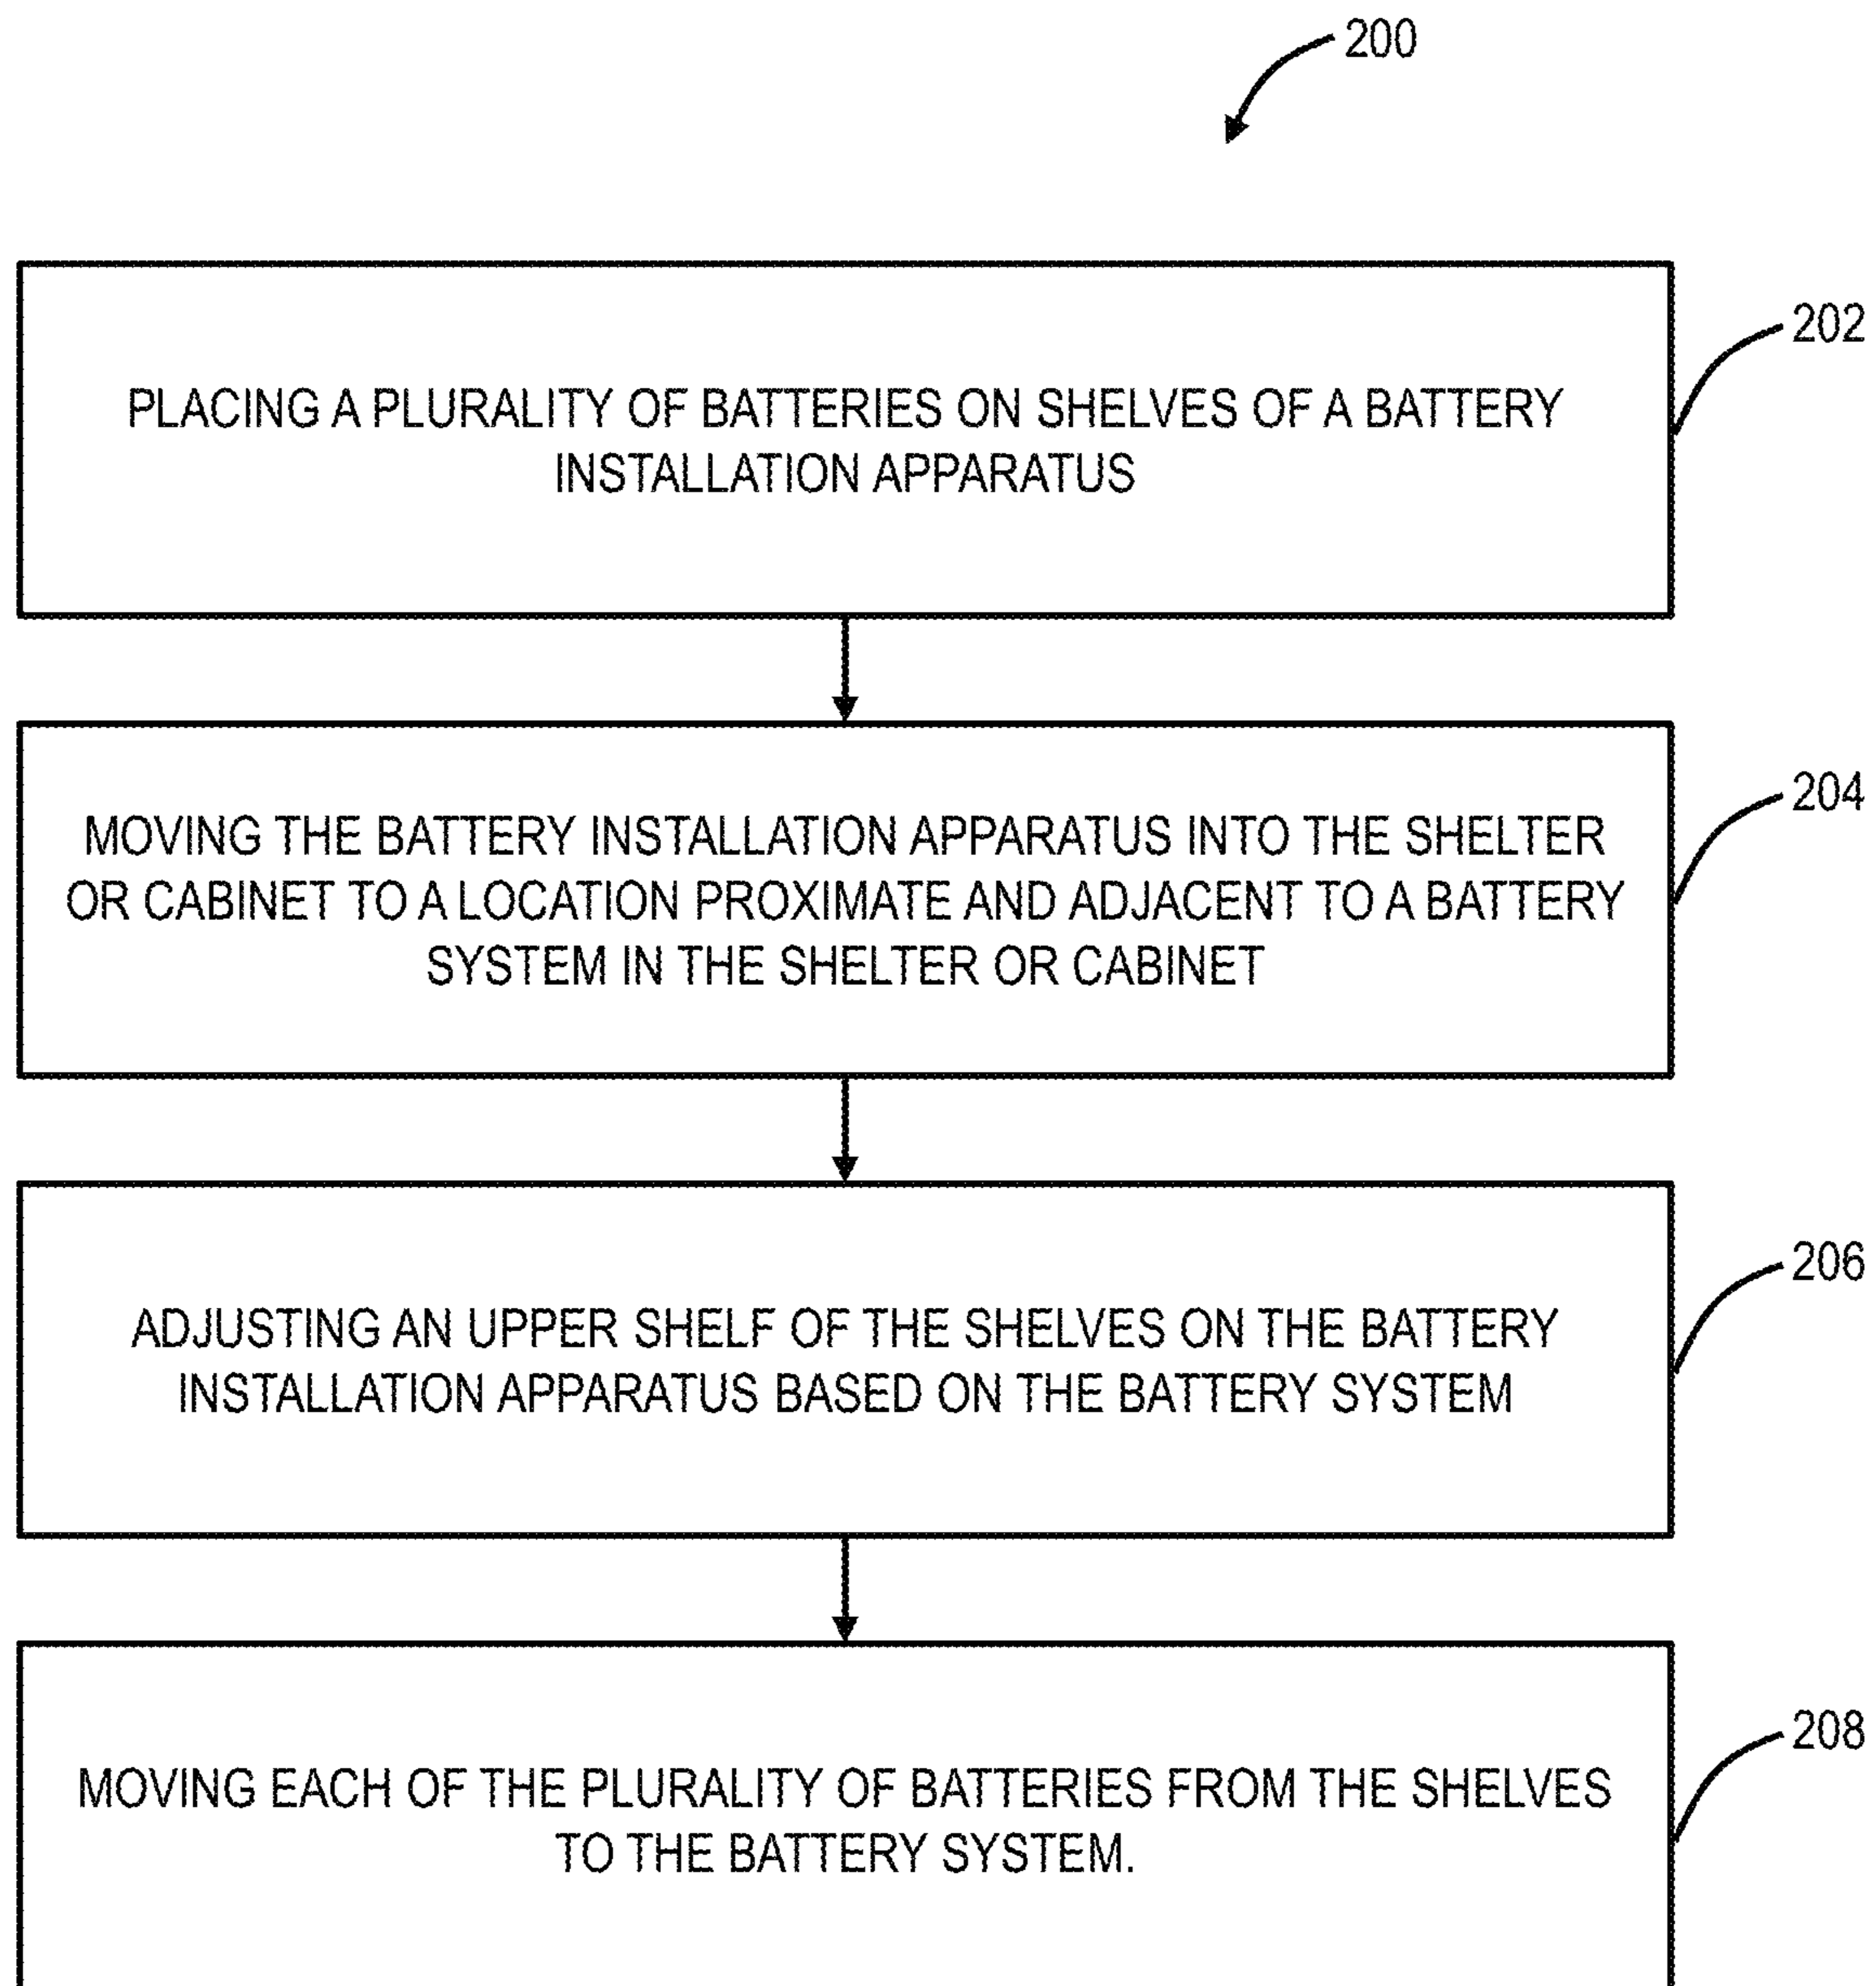 200
PLACING A PLURALITY OF BATTERIES ON SHELVES OF A BATTERY
INSTALLATION APPARATUS
202
MOVING THE BATTERY INSTALLATION APPARATUS INTO THE SHELTER
OR CABINET TO A LOCATION PROXIMATE AND ADJACENT TO A BATTERY
SYSTEM IN THE SHELTER OR CABINET
204
ADJUSTING AN UPPER SHELF OF THE SHELVES ON THE BATTERY
INSTALLATION APPARATUS BASED ON THE BATTERY SYSTEM
206
MOVING EACH OF THE PLURALITY OF BATTERIES FROM THE SHELVES
TO THE BATTERY SYSTEM.
208